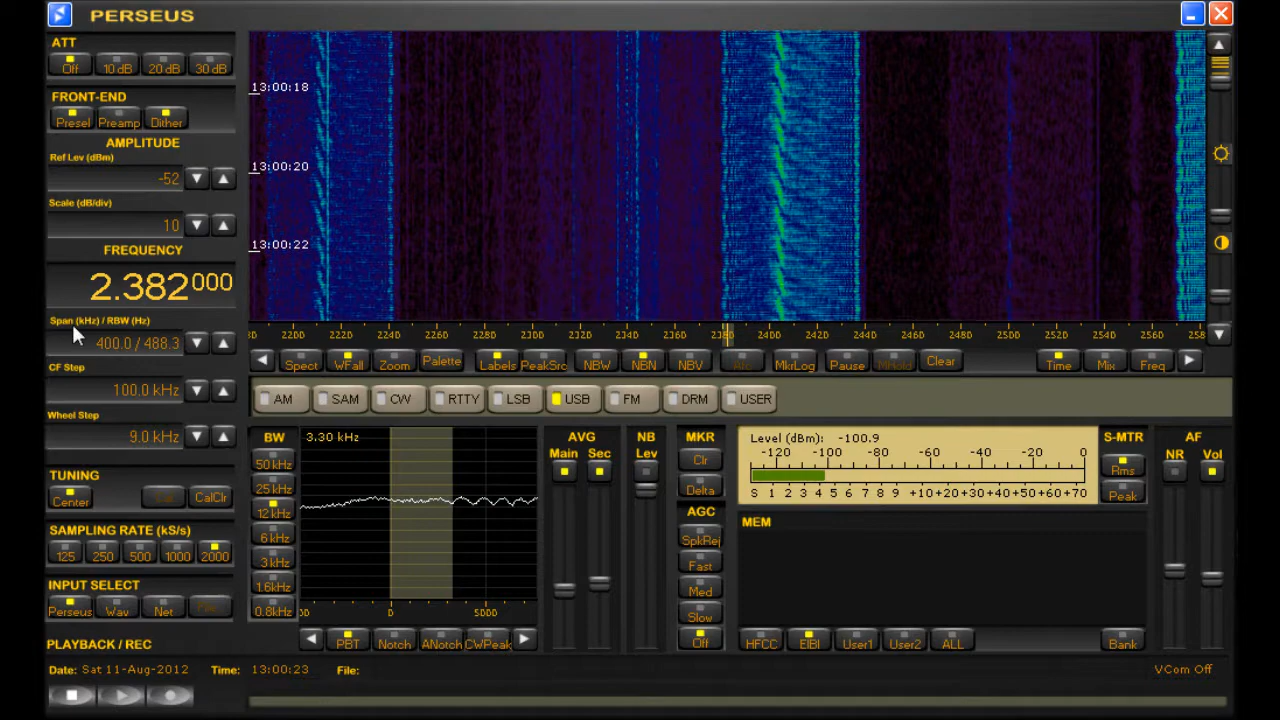 PERSEUS
ATT
Off 10 dB 20 dB 30 dB
FRONT-END
Presel Preamp Dither
AMPLITUDE
Ref Lev (dBm)
-52
Scale (dB/div)
10
FREQUENCY
2.382000
Span (kHz) / RBW (Hz)
400.0 / 488.3
CF Step
100.0 kHz
Wheel Step
9.0 kHz
TUNING
Center CalClr
SAMPLING RATE (kS/s)
125 250 500 1000 2000
INPUT SELECT
Perseus Wav Net
PLAYBACK / REC
Date: Sat 11-Aug-2012 Time: 13:00:23 File:
13:00:18
13:00:20
13:00:22
2200 2220 2240 2260 2280 2300 2320 2340 2360 2400 2420 2440 2460 2480 2500 2520 2540 2560 258
Spect WFall Zoom Palette Labels PeakSrc NBW NBN NBV MkrLog Pause MHold Clear Time Mix Freq
AM SAM CW RTTY LSB USB FM DRM USER
BW
50 kHz
25 kHz
12 kHz
6 kHz
3 kHz
1.6kHz
0.8kHz
3.30 kHz
0 5000
PBT Notch ANotch CWPeak
AVG
Main Sec
NB
Lev
MKR
Clr
Delta
AGC
SpkRej
Fast
Med
Slow
Off
Level (dBm): -100.9
-120 -100 -80 -60 -40 -20 0
S 1 2 3 4 5 6 7 8 9 +10+20+30+40+50+60+70
S-MTR
Rms
Peak
AF
NR Vol
MEM
HFCC EIBI User1 User2 ALL Bank
VCom Off